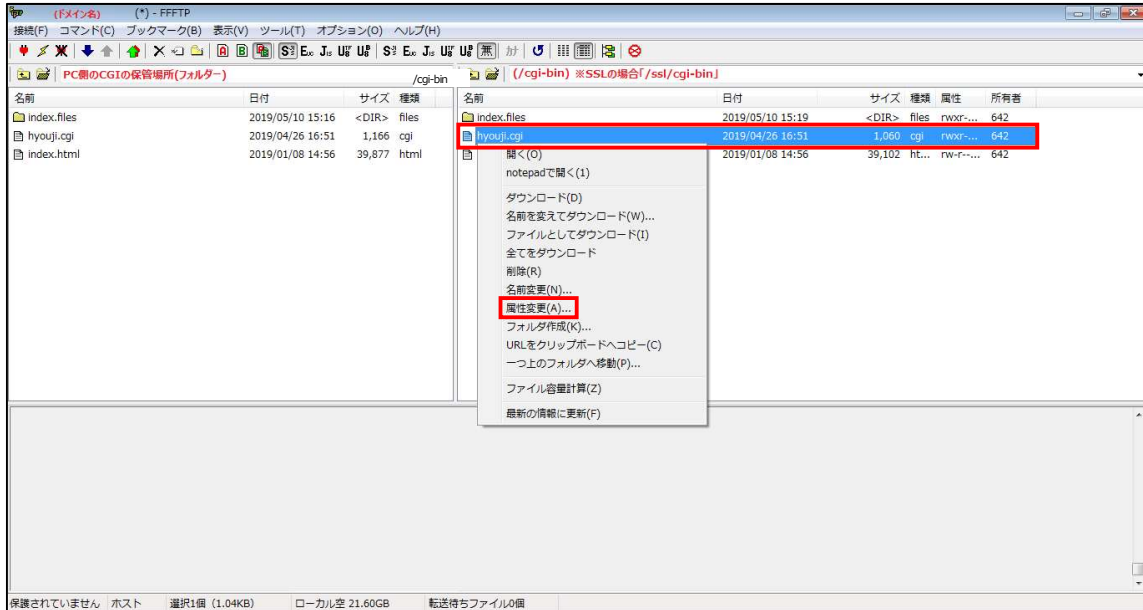 (ドメイン名) (*) - FFFTP
接続(F) コマンド(C) ブックマーク(B) 表示(V) ツール(T) オプション(O) ヘルプ(H)
PC側のCGIの保管場所(フォルダー) /cgi-bin (/cgi-bin) ※SSLの場合「/ssl/cgi-bin」
名前 日付 サイズ 種類 名前 日付 サイズ 種類 属性 所有者
index.files 2019/05/10 15:16 <DIR> files index.files 2019/05/10 15:19 <DIR> files rwxr-... 642
hyouji.cgi 2019/04/26 16:51 1,166 cgi hyouji.cgi 2019/04/26 16:51 1,060 cgi rwxr-... 642
index.html 2019/01/08 14:56 39,877 html 2019/01/08 14:56 39,102 ht... rw-r--... 642
開く(O)
notepadで開く(1)
ダウンロード(D)
名前を変えてダウンロード(W)...
ファイルとしてダウンロード(I)
全てをダウンロード
削除(R)
名前変更(N)...
属性変更(A)...
フォルダ作成(K)...
URLをクリップボードへコピー(C)
一つ上のフォルダへ移動(P)...
ファイル容量計算(Z)
最新の情報に更新(F)
保護されていません ホスト 選択1個 (1.04KB) ローカル空 21.60GB 転送待ちファイル0個